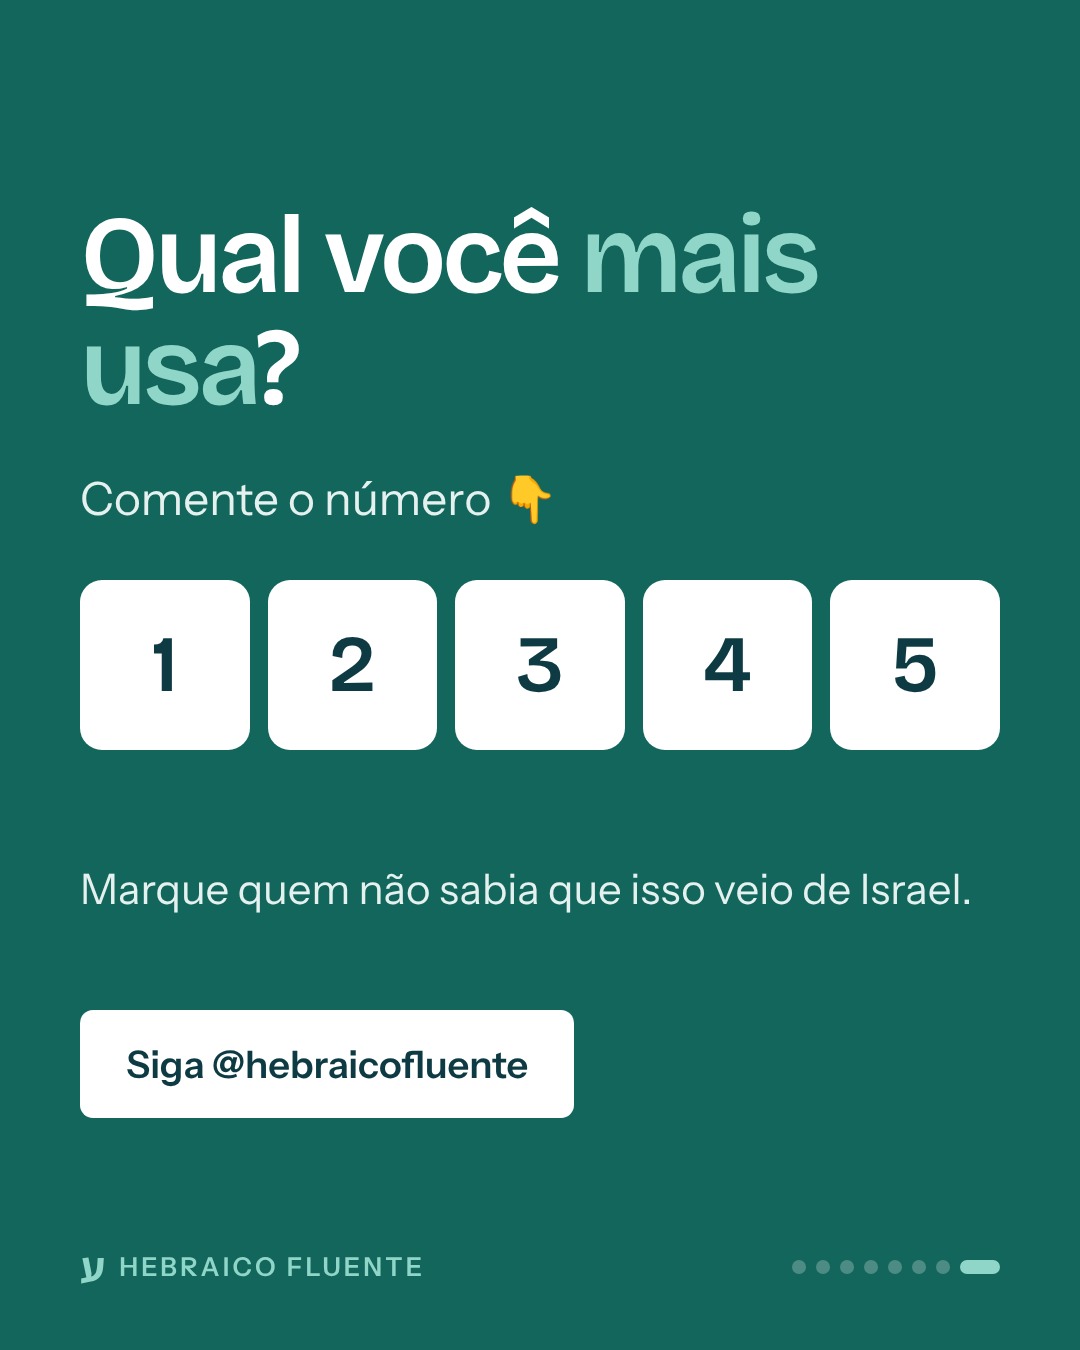 Qual você mais
usa?
Comente o número 👇
1 2 3 4 5
Marque quem não sabia que isso veio de Israel.
Siga @hebraicofluente
ע HEBRAICO FLUENTE